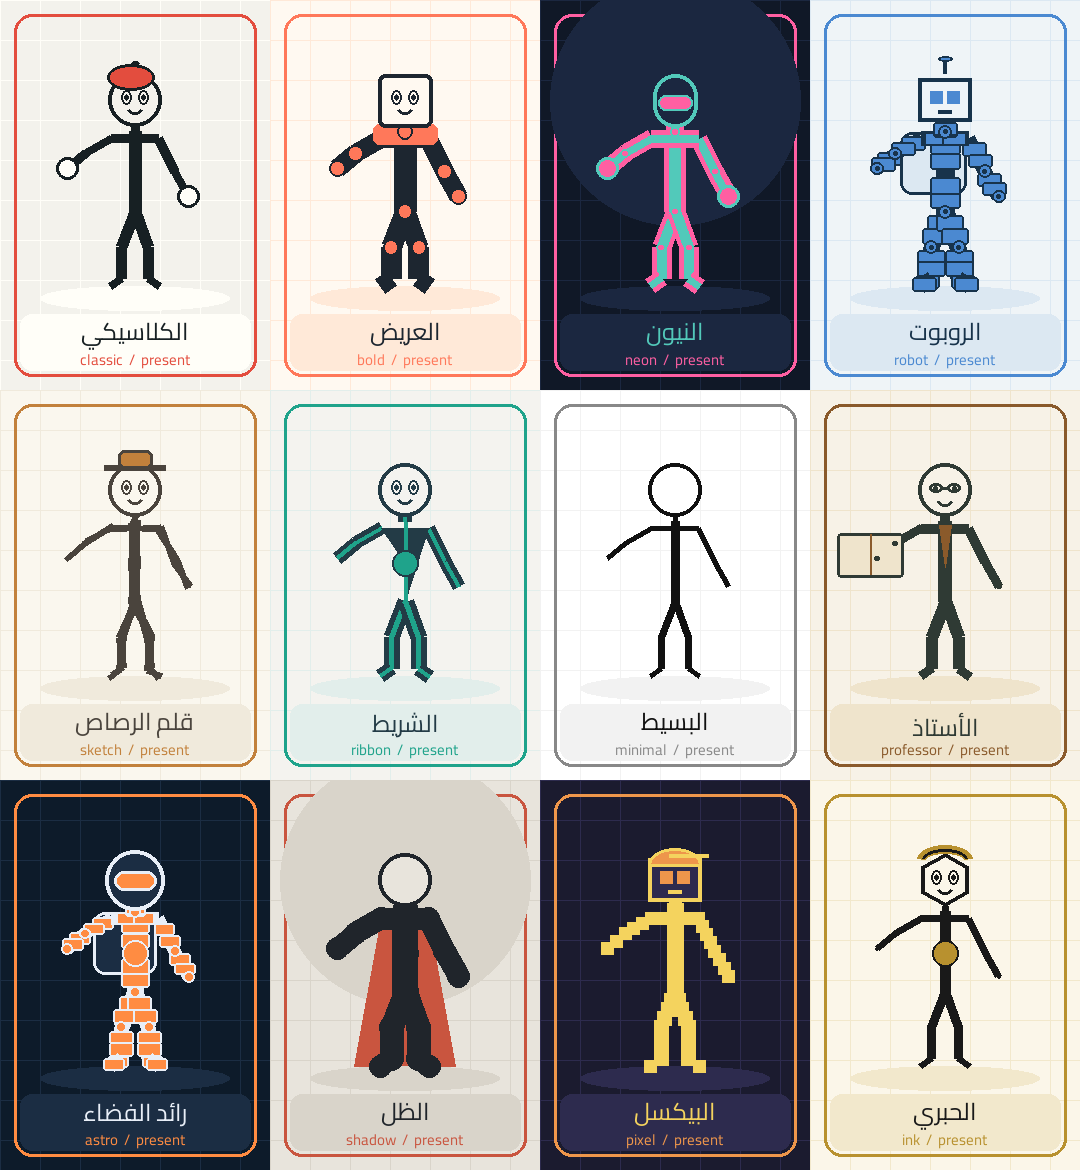 الكلاسيكي
classic / present
العريض
bold / present
النيون
neon / present
الروبوت
robot / present
قلم الرصاص
sketch / present
الشريط
ribbon / present
البسيط
minimal / present
الأستاذ
professor / present
رائد الفضاء
astro / present
الظل
shadow / present
البيكسل
pixel / present
الحبري
ink / present